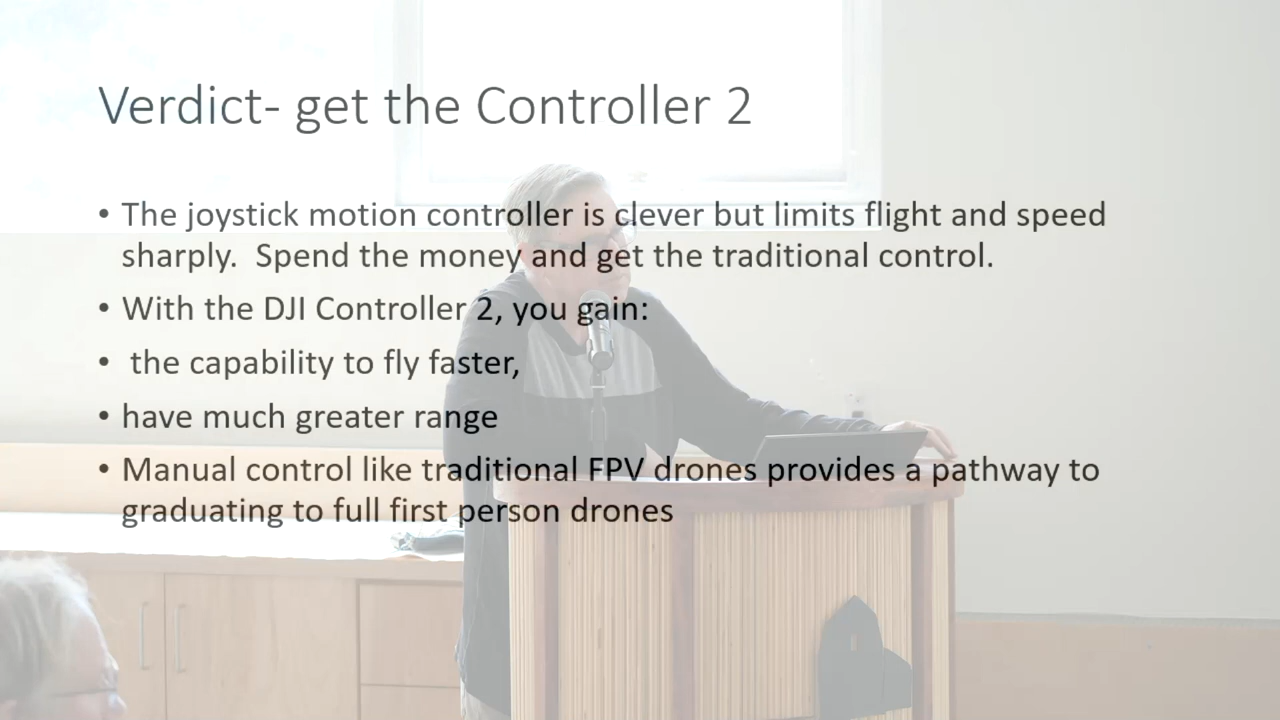 Verdict- get the Controller 2
• The joystick motion controller is clever but limits flight and speed
sharply.  Spend the money and get the traditional control.
• With the DJI Controller 2, you gain:
•  the capability to fly faster,
• have much greater range
• Manual control like traditional FPV drones provides a pathway to
graduating to full first person drones